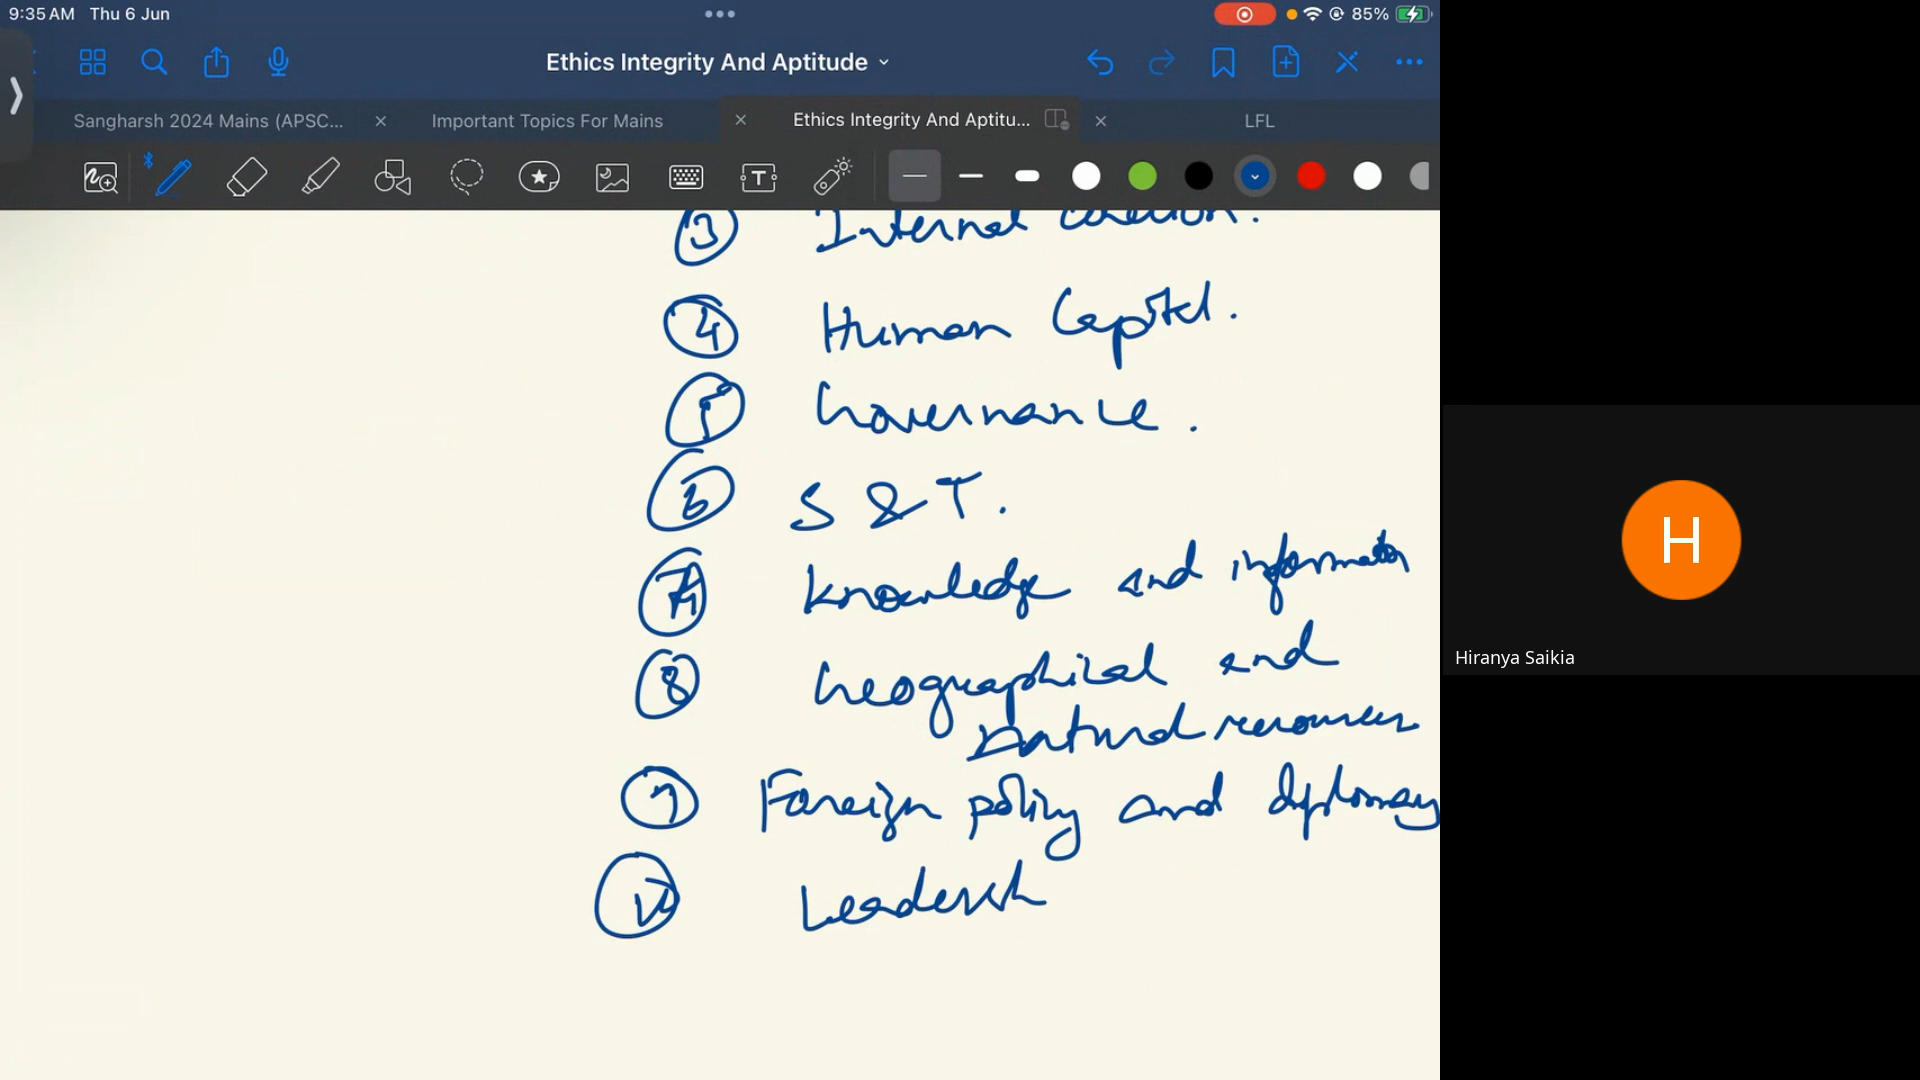 9:35 AM Thu 6 Jun
85%
Ethics Integrity And Aptitude
Sangharsh 2024 Mains (APSC...
Important Topics For Mains
Ethics Integrity And Aptitu...
LFL
3 Internal
4 Human Capital.
5 Governance.
6 S & T.
7 Knowledge and information
8 Geographical and
natural resources
9 Foreign policy and diplomacy
10 Leadersh
H
Hiranya Saikia